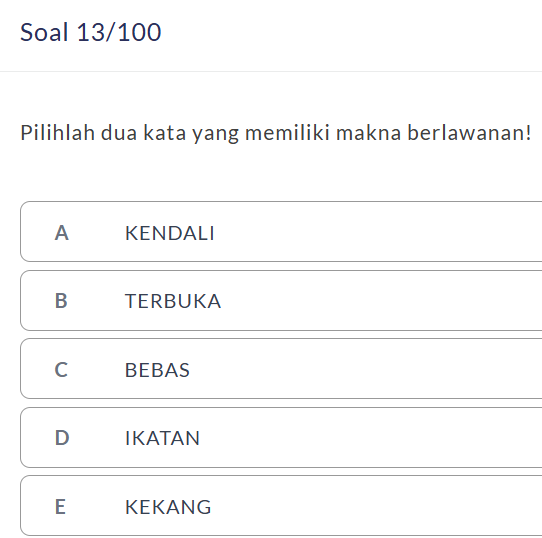 Soal 13/100
Pilihlah dua kata yang memiliki makna berlawanan!
A KENDALI
B TERBUKA
C BEBAS
D IKATAN
E KEKANG